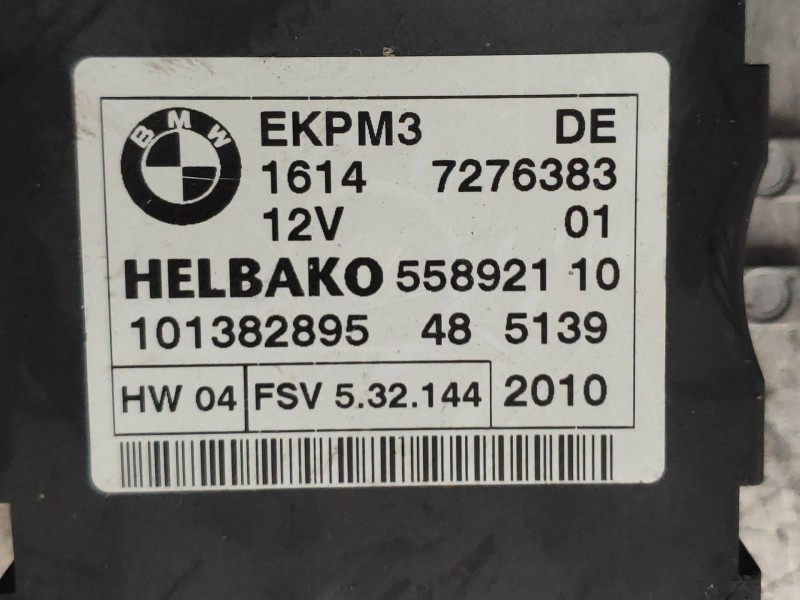 BMW
EKPM3 DE
1614 7276383
12V 01
HELBAKO 558921 10
101382895 48 5139
HW 04 FSV 5.32.144 2010